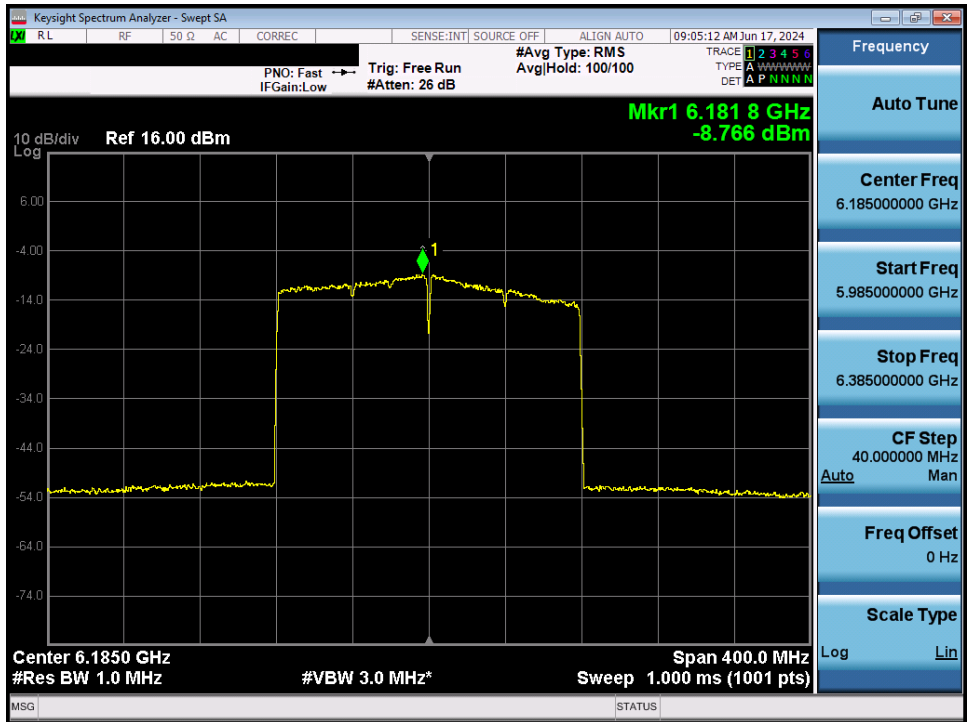 Keysight Spectrum Analyzer - Swept SA
LXI RL RF 50 Ω AC CORREC SENSE:INT SOURCE OFF ALIGN AUTO 09:05:12 AM Jun 17, 2024
PNO: Fast
IFGain:Low
Trig: Free Run
#Atten: 26 dB
#Avg Type: RMS
Avg|Hold: 100/100
TRACE 1 2 3 4 5 6
TYPE A WWWWW
DET A P N N N N
Mkr1 6.181 8 GHz
-8.766 dBm
10 dB/div Ref 16.00 dBm
Log
6.00
-4.00
-14.0
-24.0
-34.0
-44.0
-54.0
-64.0
-74.0
1
Center 6.1850 GHz Span 400.0 MHz
#Res BW 1.0 MHz #VBW 3.0 MHz* Sweep 1.000 ms (1001 pts)
MSG STATUS
Frequency
Auto Tune
Center Freq
6.185000000 GHz
Start Freq
5.985000000 GHz
Stop Freq
6.385000000 GHz
CF Step
40.000000 MHz
Auto Man
Freq Offset
0 Hz
Scale Type
Log Lin